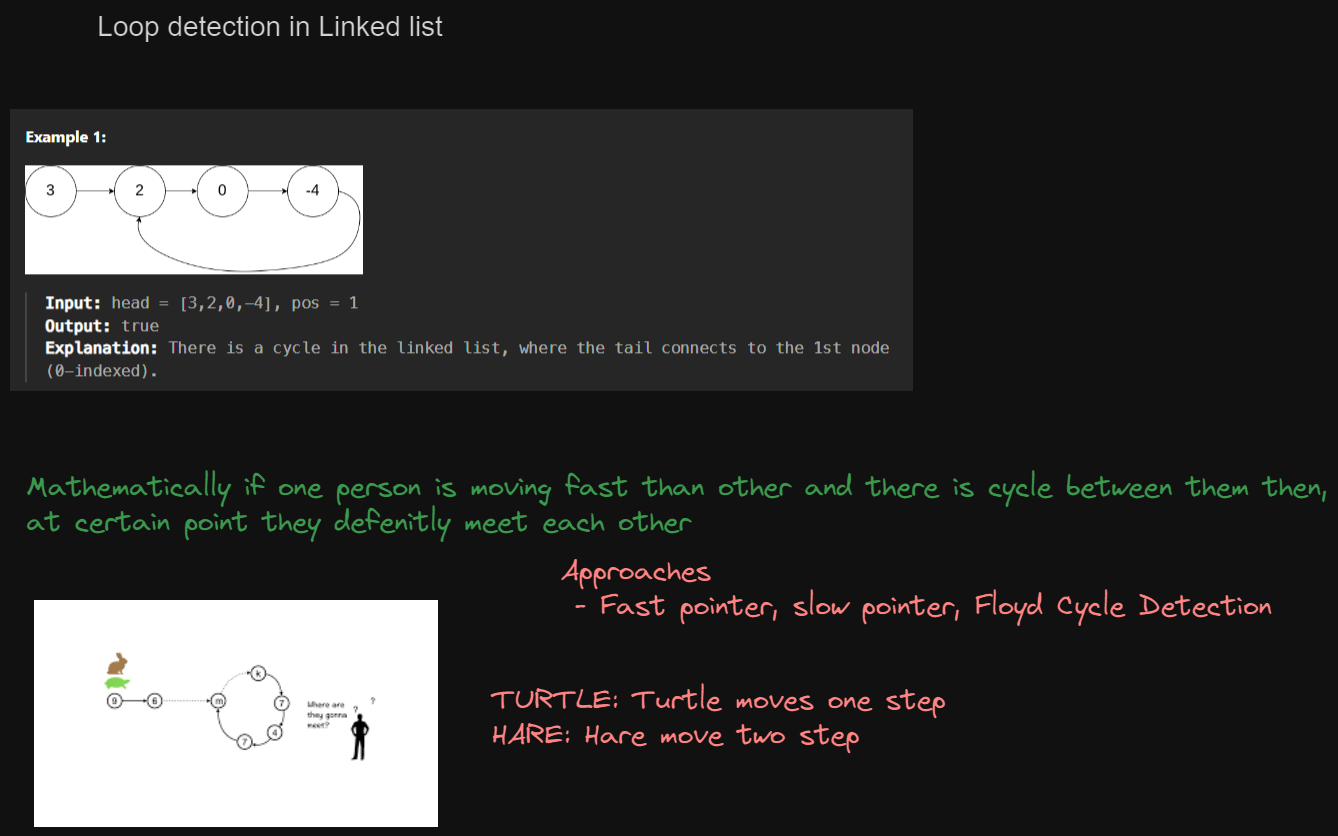 Loop detection in Linked list
Example 1:
3
2
0
-4
Input: head = [3,2,0,-4], pos = 1
Output: true
Explanation: There is a cycle in the linked list, where the tail connects to the 1st node
(0-indexed).
Mathematically if one person is moving fast than other and there is cycle between them then,
at certain point they defenitly meet each other
Approaches
- Fast pointer, slow pointer, Floyd Cycle Detection
TURTLE: Turtle moves one step
HARE: Hare move two step
9
6
m
k
7
4
7
Where are
they gonna
meet?
?
?